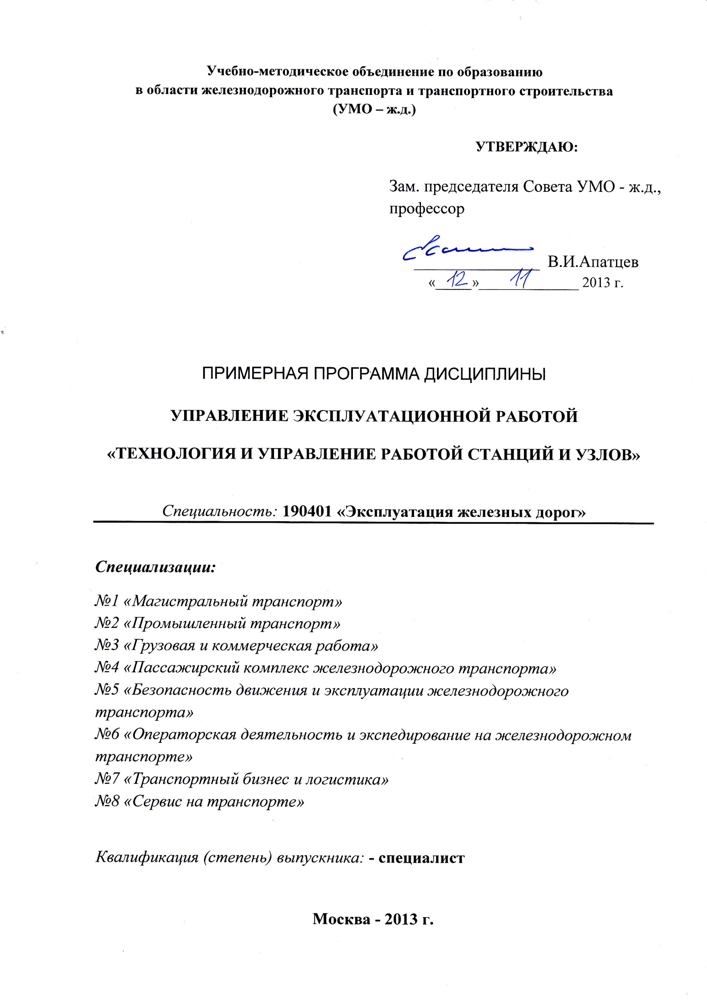 Учебно-методическое объединение по образованию
в области железнодорожного транспорта и транспортного строительства
(УМО – ж.д.)
УТВЕРЖДАЮ:
Зам. председателя Совета УМО - ж.д.,
профессор
В.И.Апатцев
«12» 11 2013 г.
ПРИМЕРНАЯ ПРОГРАММА ДИСЦИПЛИНЫ
УПРАВЛЕНИЕ ЭКСПЛУАТАЦИОННОЙ РАБОТОЙ
«ТЕХНОЛОГИЯ И УПРАВЛЕНИЕ РАБОТОЙ СТАНЦИЙ И УЗЛОВ»
Специальность: 190401 «Эксплуатация железных дорог»
Специализации:
№1 «Магистральный транспорт»
№2 «Промышленный транспорт»
№3 «Грузовая и коммерческая работа»
№4 «Пассажирский комплекс железнодорожного транспорта»
№5 «Безопасность движения и эксплуатации железнодорожного
транспорта»
№6 «Операторская деятельность и экспедирование на железнодорожном
транспорте»
№7 «Транспортный бизнес и логистика»
№8 «Сервис на транспорте»
Квалификация (степень) выпускника: - специалист
Москва - 2013 г.